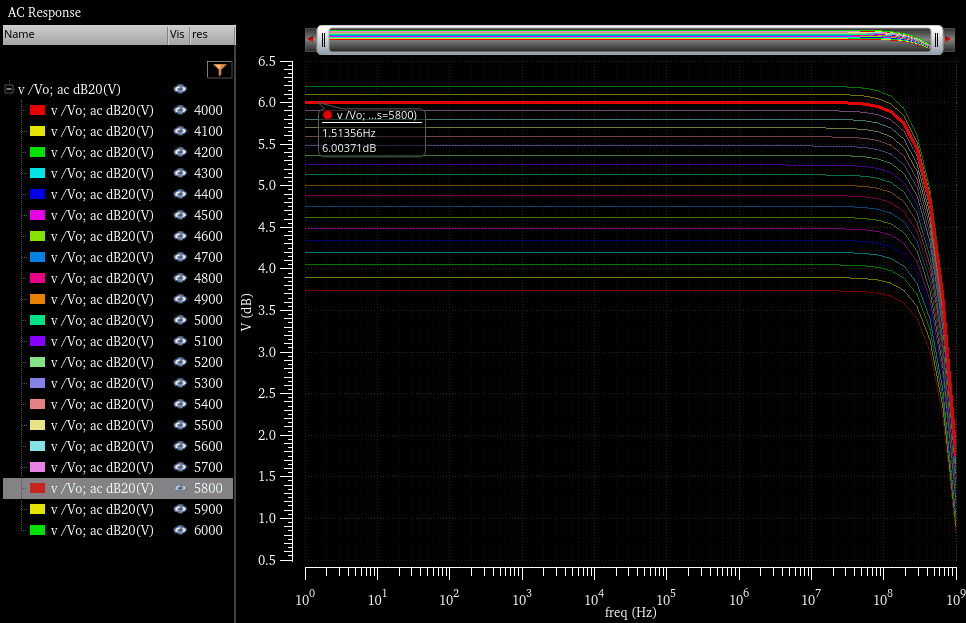 AC Response
Name Vis res
v /Vo; ac dB20(V)
v /Vo; ac dB20(V) 4000
v /Vo; ac dB20(V) 4100
v /Vo; ac dB20(V) 4200
v /Vo; ac dB20(V) 4300
v /Vo; ac dB20(V) 4400
v /Vo; ac dB20(V) 4500
v /Vo; ac dB20(V) 4600
v /Vo; ac dB20(V) 4700
v /Vo; ac dB20(V) 4800
v /Vo; ac dB20(V) 4900
v /Vo; ac dB20(V) 5000
v /Vo; ac dB20(V) 5100
v /Vo; ac dB20(V) 5200
v /Vo; ac dB20(V) 5300
v /Vo; ac dB20(V) 5400
v /Vo; ac dB20(V) 5500
v /Vo; ac dB20(V) 5600
v /Vo; ac dB20(V) 5700
v /Vo; ac dB20(V) 5800
v /Vo; ac dB20(V) 5900
v /Vo; ac dB20(V) 6000
V (dB)
6.5
6.0
5.5
5.0
4.5
4.0
3.5
3.0
2.5
2.0
1.5
1.0
0.5
v /Vo; ...s=5800)
1.51356Hz
6.00371dB
10⁰ 10¹ 10² 10³ 10⁴ 10⁵ 10⁶ 10⁷ 10⁸ 10⁹
freq (Hz)